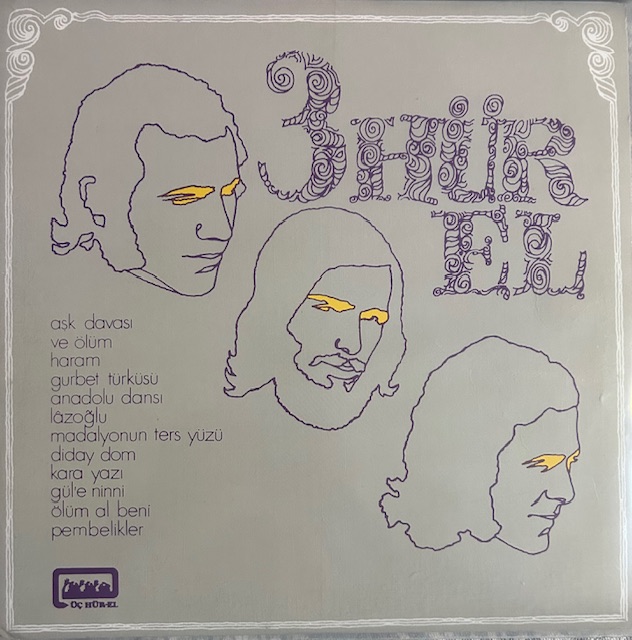 3 HÜR
EL
aşk davası
ve ölüm
haram
gurbet türküsü
anadolu dansı
lâzoğlu
madalyonun ters yüzü
diday dom
kara yazı
gül'e ninni
ölüm al beni
pembelikler
ÜÇ HÜR-EL